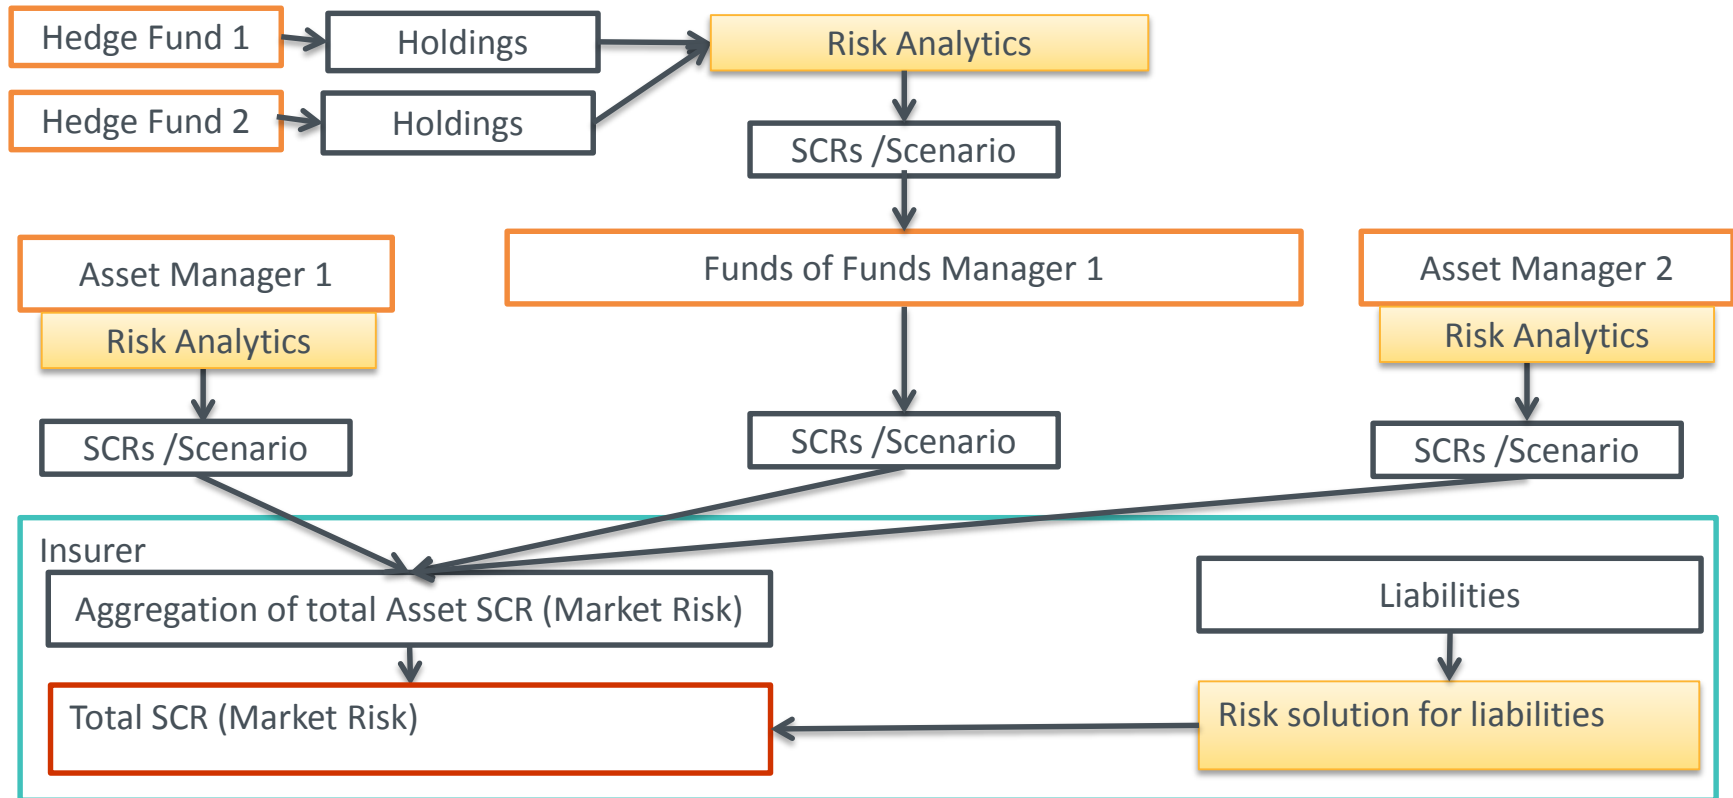 Hedge Fund 1
Holdings
Risk Analytics
Hedge Fund 2
Holdings
SCRs /Scenario
Asset Manager 1
Funds of Funds Manager 1
Asset Manager 2
Risk Analytics
Risk Analytics
SCRs /Scenario
SCRs /Scenario
SCRs /Scenario
Insurer
Aggregation of total Asset SCR (Market Risk)
Liabilities
Total SCR (Market Risk)
Risk solution for liabilities